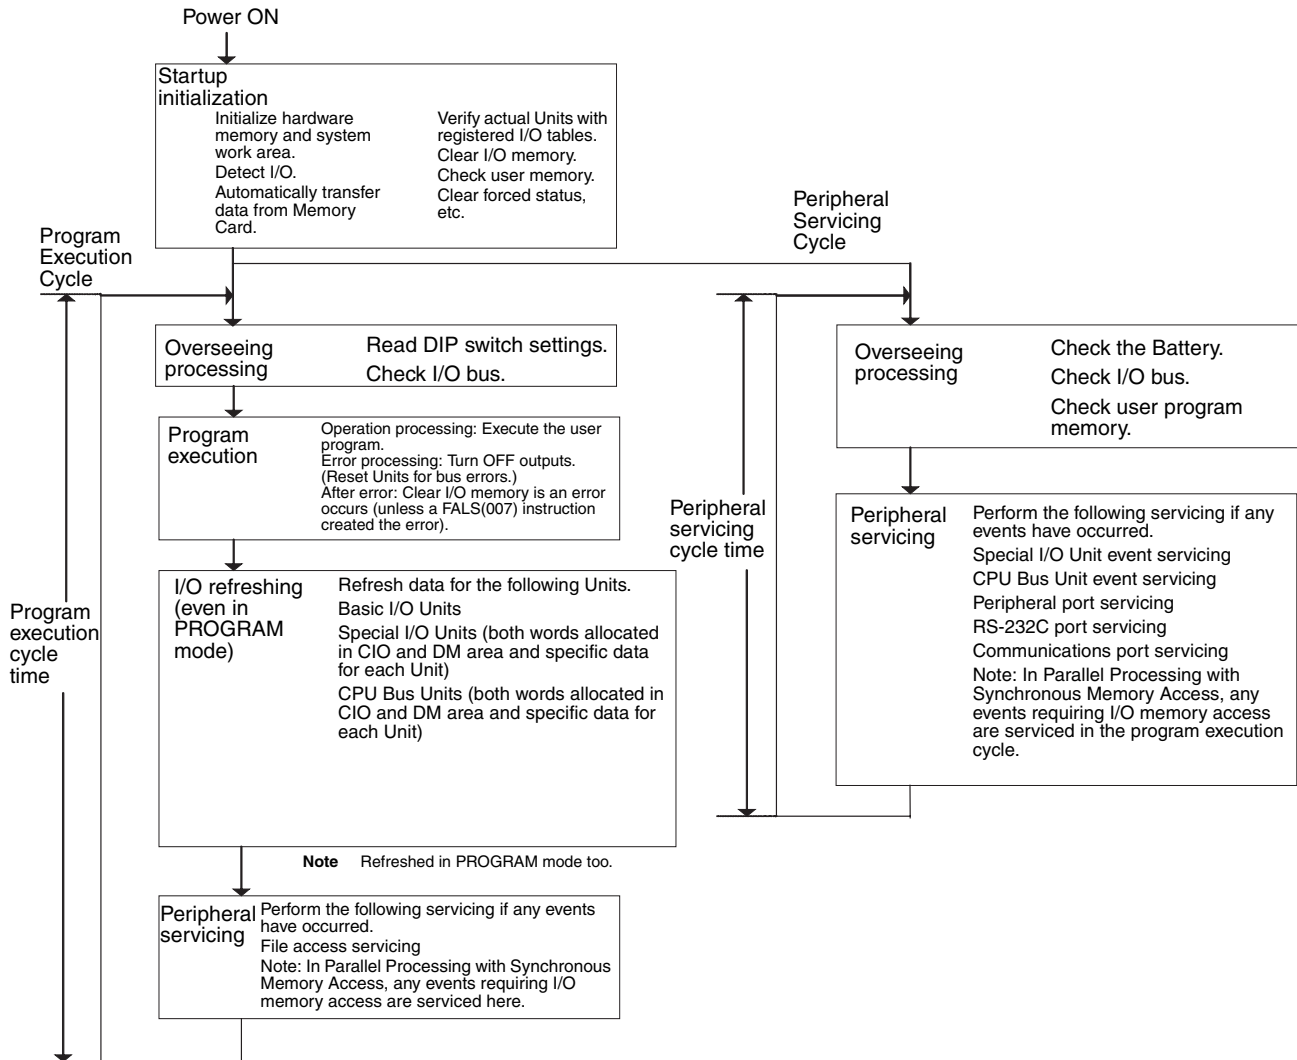 Power ON
Startup
initialization
Initialize hardware
memory and system
work area.
Detect I/O.
Automatically transfer
data from Memory
Card.
Verify actual Units with
registered I/O tables.
Clear I/O memory.
Check user memory.
Clear forced status,
etc.
Program
Execution
Cycle
Peripheral
Servicing
Cycle
Overseeing
processing
Read DIP switch settings.
Check I/O bus.
Program
execution
Operation processing: Execute the user
program.
Error processing: Turn OFF outputs.
(Reset Units for bus errors.)
After error: Clear I/O memory is an error
occurs (unless a FALS(007) instruction
created the error).
I/O refreshing
(even in
PROGRAM
mode)
Refresh data for the following Units.
Basic I/O Units
Special I/O Units (both words allocated
in CIO and DM area and specific data
for each Unit)
CPU Bus Units (both words allocated in
CIO and DM area and specific data for
each Unit)
Program
execution
cycle
time
Note Refreshed in PROGRAM mode too.
Peripheral
servicing
Perform the following servicing if any events
have occurred.
File access servicing
Note: In Parallel Processing with Synchronous
Memory Access, any events requiring I/O
memory access are serviced here.
Overseeing
processing
Check the Battery.
Check I/O bus.
Check user program
memory.
Peripheral
servicing
cycle time
Peripheral
servicing
Perform the following servicing if any
events have occurred.
Special I/O Unit event servicing
CPU Bus Unit event servicing
Peripheral port servicing
RS-232C port servicing
Communications port servicing
Note: In Parallel Processing with
Synchronous Memory Access, any
events requiring I/O memory access
are serviced in the program execution
cycle.